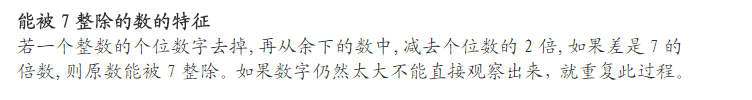 能被 7 整除的数的特征
若一个整数的个位数字去掉,再从余下的数中,减去个位数的 2 倍,如果差是 7 的
倍数,则原数能被 7 整除。如果数字仍然太大不能直接观察出来，就重复此过程。